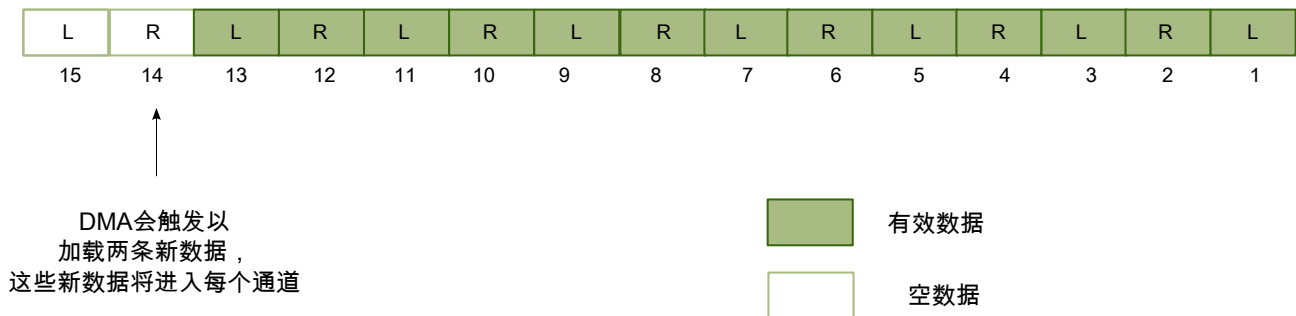 L R L R L R L R L R L R L R L
15 14 13 12 11 10 9 8 7 6 5 4 3 2 1
DMA会触发以
加载两条新数据，
这些新数据将进入每个通道
有效数据
空数据